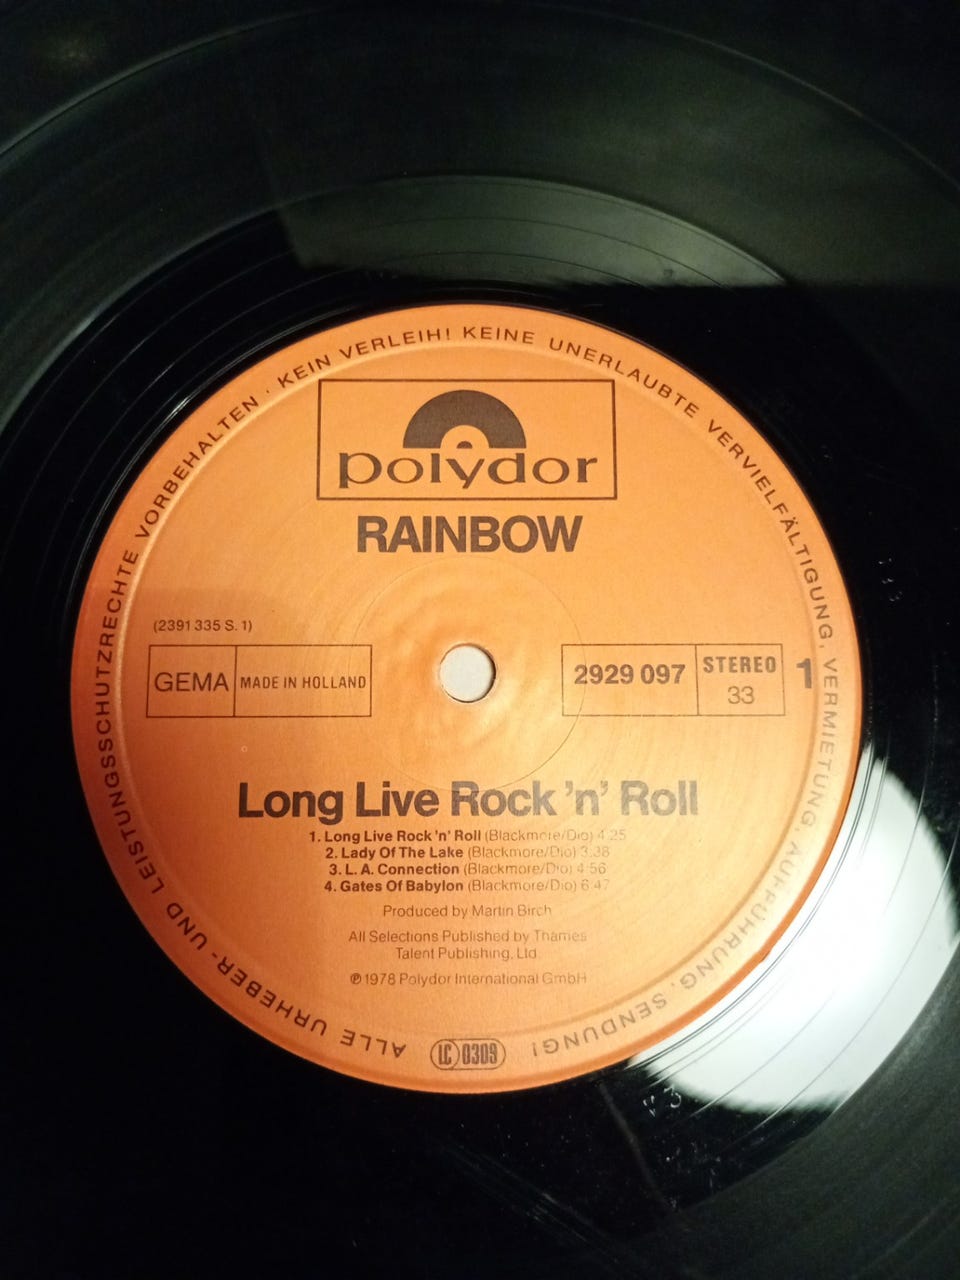 ALLE URHEBER- UND LEISTUNGSSCHUTZRECHTE VORBEHALTEN · KEIN VERLEIH! KEINE UNERLAUBTE VERVIELFÄLTIGUNG, VERMIETUNG, AUFFÜHRUNG, SENDUNG!
polydor
RAINBOW
(2391 335 S. 1)
GEMA MADE IN HOLLAND
2929 097 STEREO 33 1
Long Live Rock 'n' Roll
1. Long Live Rock 'n' Roll (Blackmore/Dio) 4.25
2. Lady Of The Lake (Blackmore/Dio) 3.38
3. L. A. Connection (Blackmore/Dio) 4.56
4. Gates Of Babylon (Blackmore/Dio) 6.47
Produced by Martin Birch
All Selections Published by Thames
Talent Publishing, Ltd.
℗ 1978 Polydor International GmbH
LC 0309